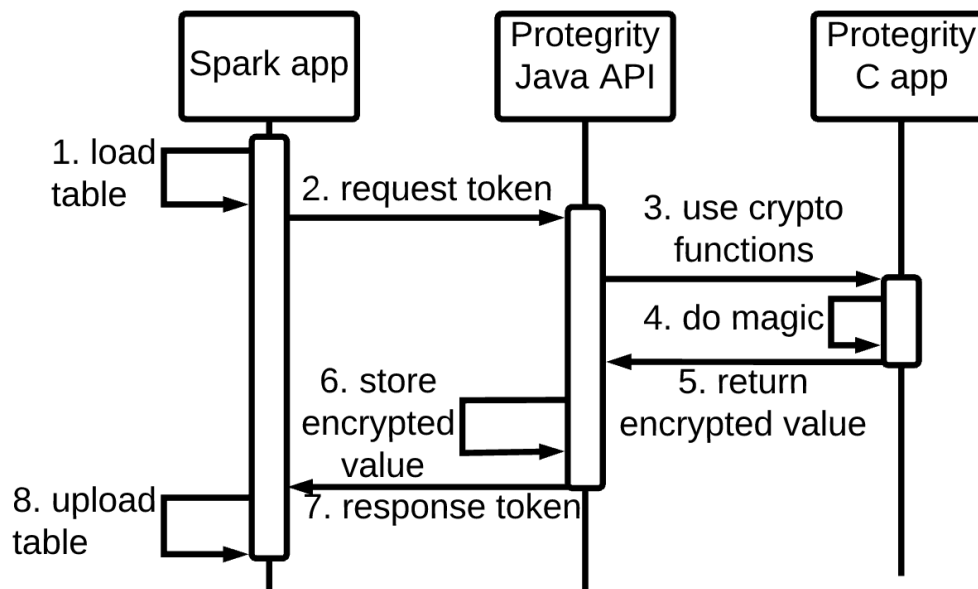 Spark app
Protegrity
Java API
Protegrity
C app
1. load
table
2. request token
3. use crypto
functions
4. do magic
5. return
encrypted value
6. store
encrypted
value
7. response token
8. upload
table